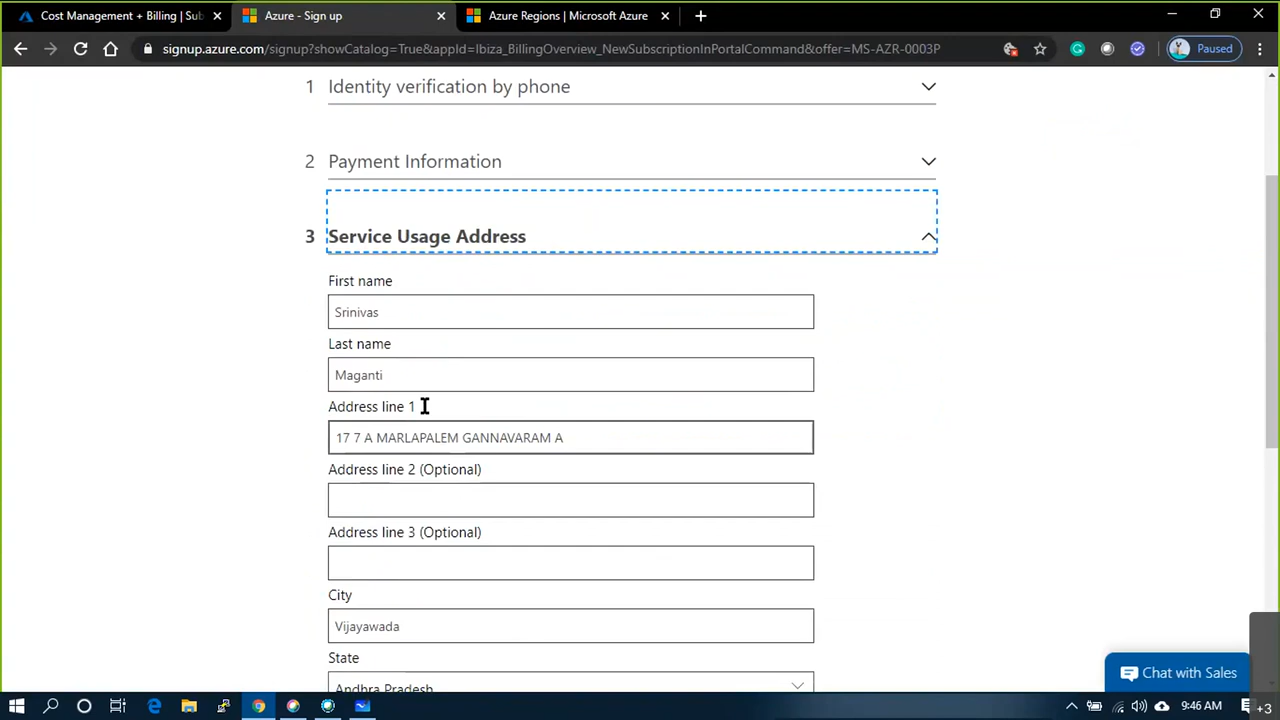 Cost Management + Billing | Sub
Azure - Sign up
Azure Regions | Microsoft Azure
signup.azure.com/signup?showCatalog=True&appId=Ibiza_BillingOverview_NewSubscriptionInPortalCommand&offer=MS-AZR-0003P
Paused
1 Identity verification by phone
2 Payment Information
3 Service Usage Address
First name
Srinivas
Last name
Maganti
Address line 1
17 7 A MARLAPALEM GANNAVARAM A
Address line 2 (Optional)
Address line 3 (Optional)
City
Vijayawada
State
Andhra Pradesh
Chat with Sales
9:46 AM
+3